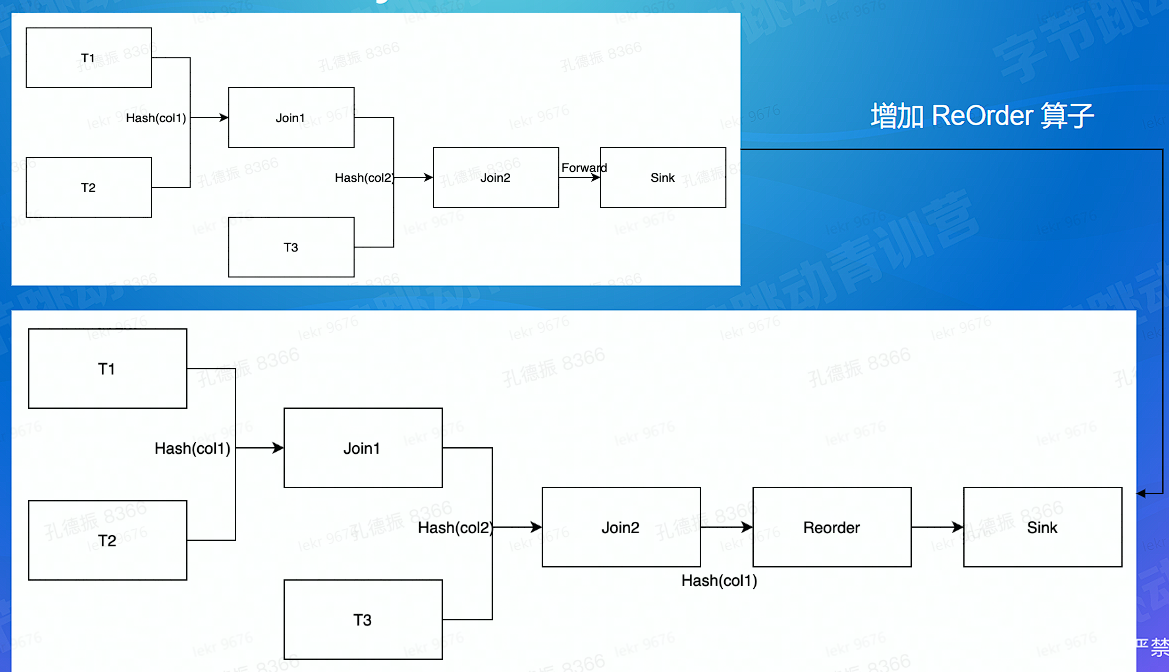 增加 ReOrder 算子
T1
Hash(col1)
Join1
T2
Hash(col2)
Join2
Forward
Sink
T3
T1
Hash(col1)
Join1
T2
Hash(col2)
Join2
Hash(col1)
Reorder
Sink
T3
孔德振 8366
lekr 9676
字节跳动青训营
严禁